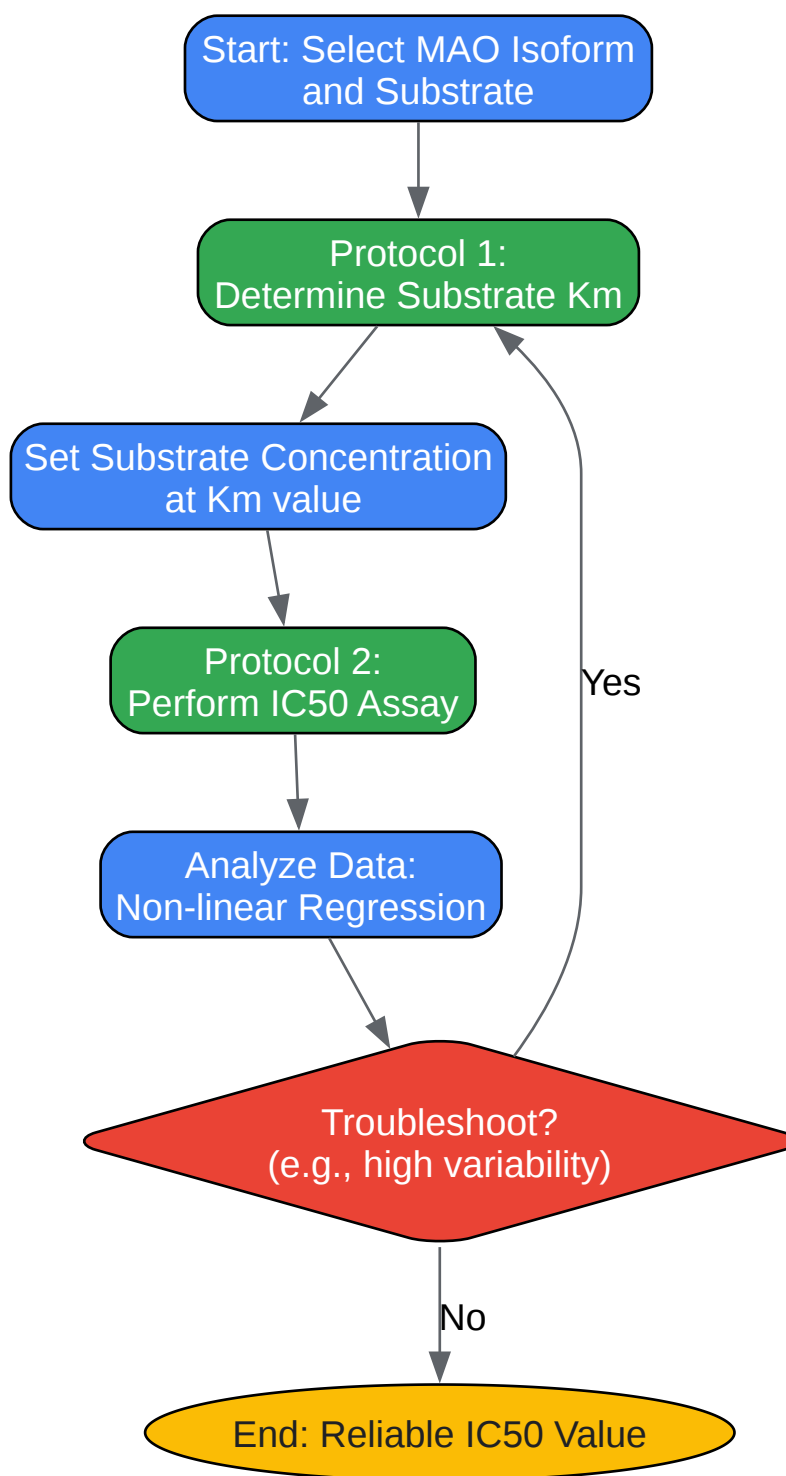 Start: Select MAO Isoform
and Substrate
Protocol 1:
Determine Substrate Km
Set Substrate Concentration
at Km value
Protocol 2:
Perform IC50 Assay
Yes
Analyze Data:
Non-linear Regression
Troubleshoot?
(e.g., high variability)
No
End: Reliable IC50 Value